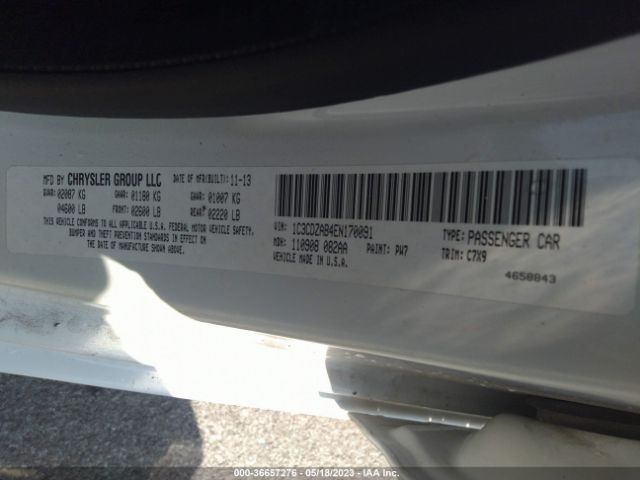 MFD BY CHRYSLER GROUP LLC DATE OF MFR(BUILT): 11-13
GVWR: 02087 KG GAWR: 01180 KG GAWR: 01007 KG
04600 LB FRONT: 02600 LB REAR: 02220 LB
THIS VEHICLE CONFORMS TO ALL APPLICABLE U.S.A. FEDERAL MOTOR VEHICLE SAFETY,
BUMPER AND THEFT PREVENTION STANDARDS IN EFFECT ON THE
DATE OF MANUFACTURE SHOWN ABOVE.
VIN: 1C3CDZAB4EN170091 TYPE: PASSENGER CAR
MDH: 110908 082AA PAINT: PW7 TRIM: C7X9
VEHICLE MADE IN U.S.A.
4658843
000-36657276 - 05/18/2023 - IAA Inc.